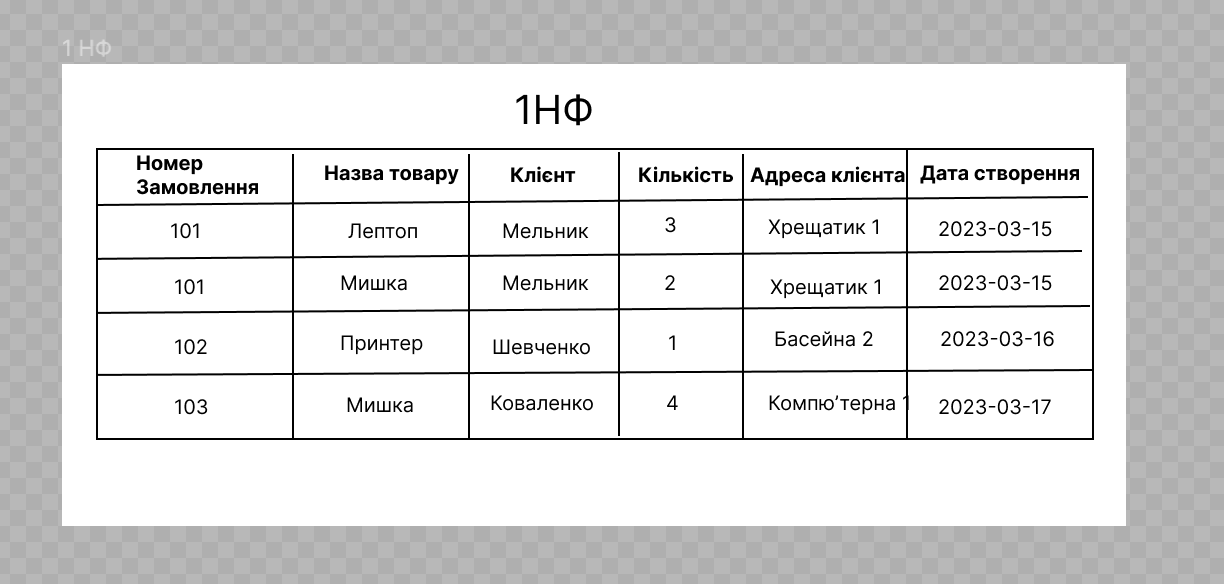 1 НФ
1НФ
Номер
Замовлення
Назва товару
Клієнт
Кількість
Адреса клієнта
Дата створення
101
Лептоп
Мельник
3
Хрещатик 1
2023-03-15
101
Мишка
Мельник
2
Хрещатик 1
2023-03-15
102
Принтер
Шевченко
1
Басейна 2
2023-03-16
103
Мишка
Коваленко
4
Компю’терна 1
2023-03-17